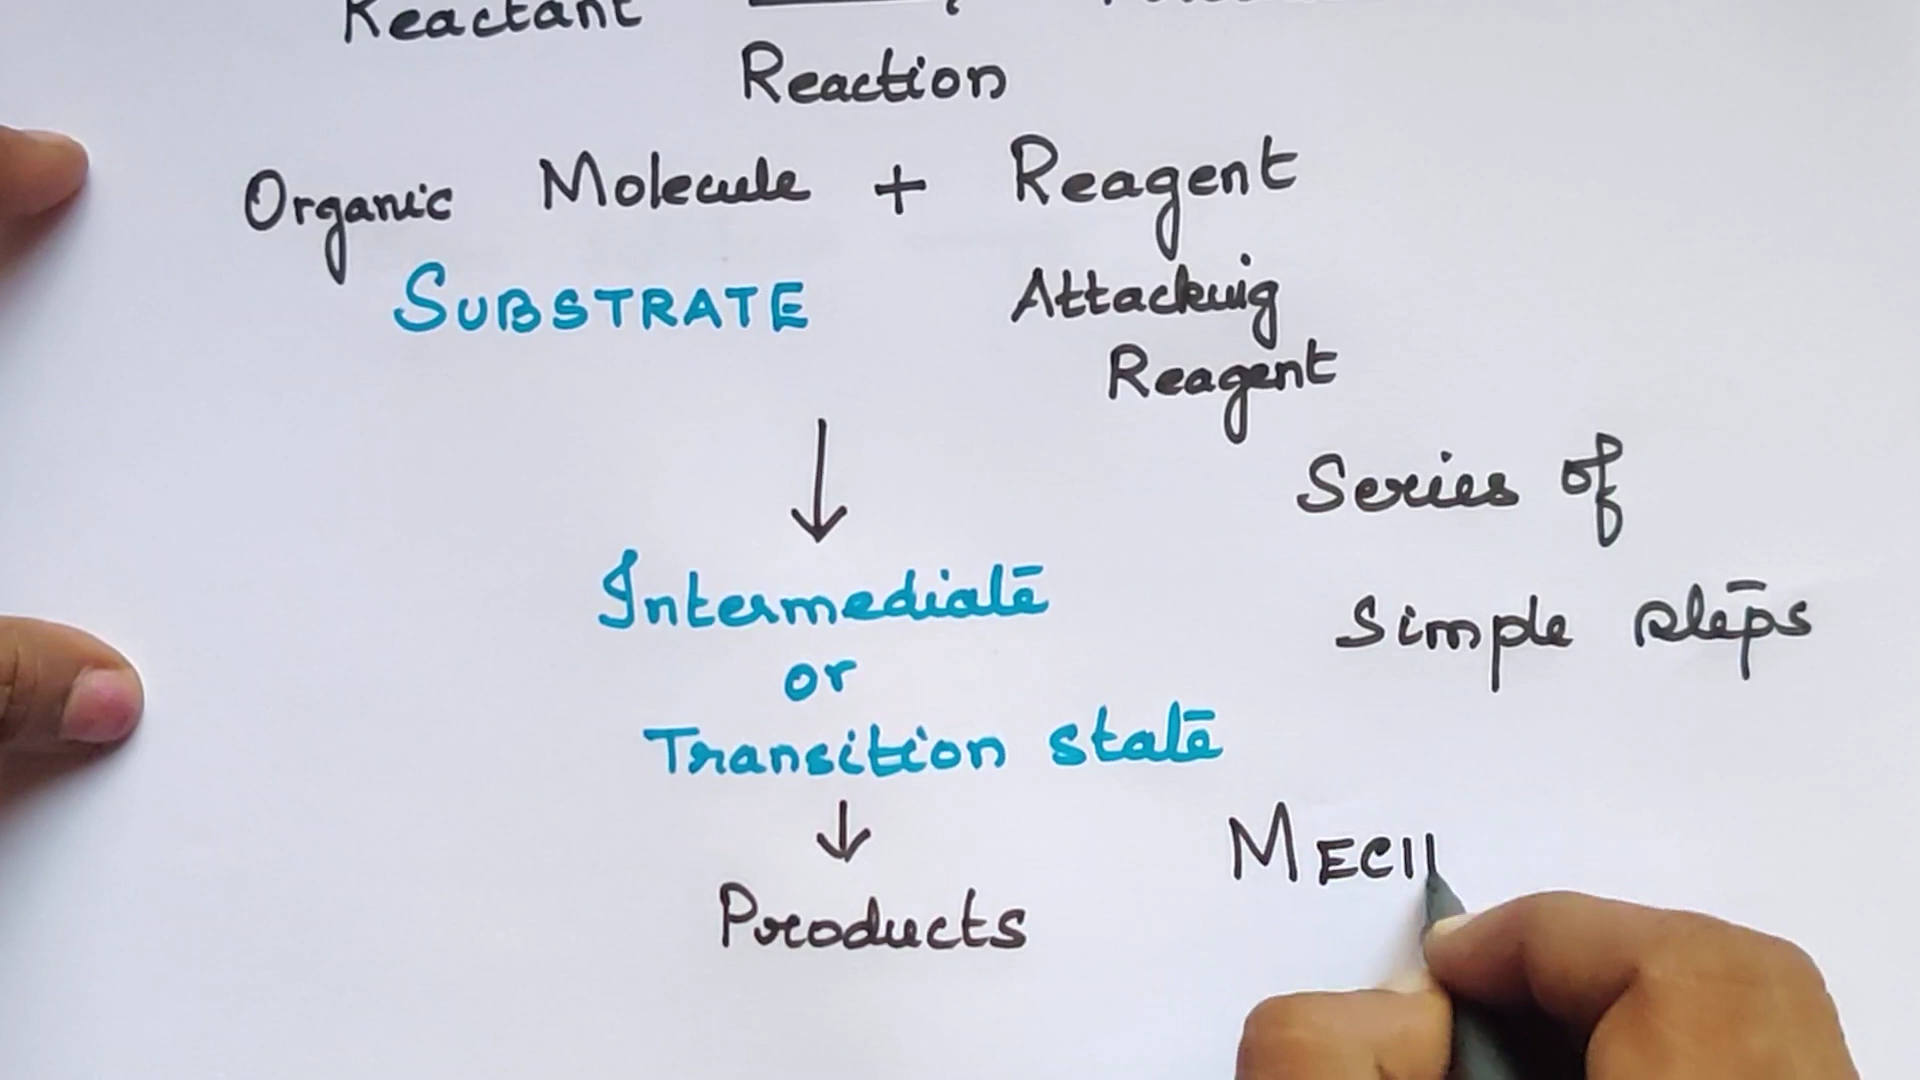 Reactant
Reaction
Organic Molecule + Reagent
SUBSTRATE Attacking
Reagent
↓
Series of
Intermediate
Simple steps
or
Transition state
↓
MECH
Products